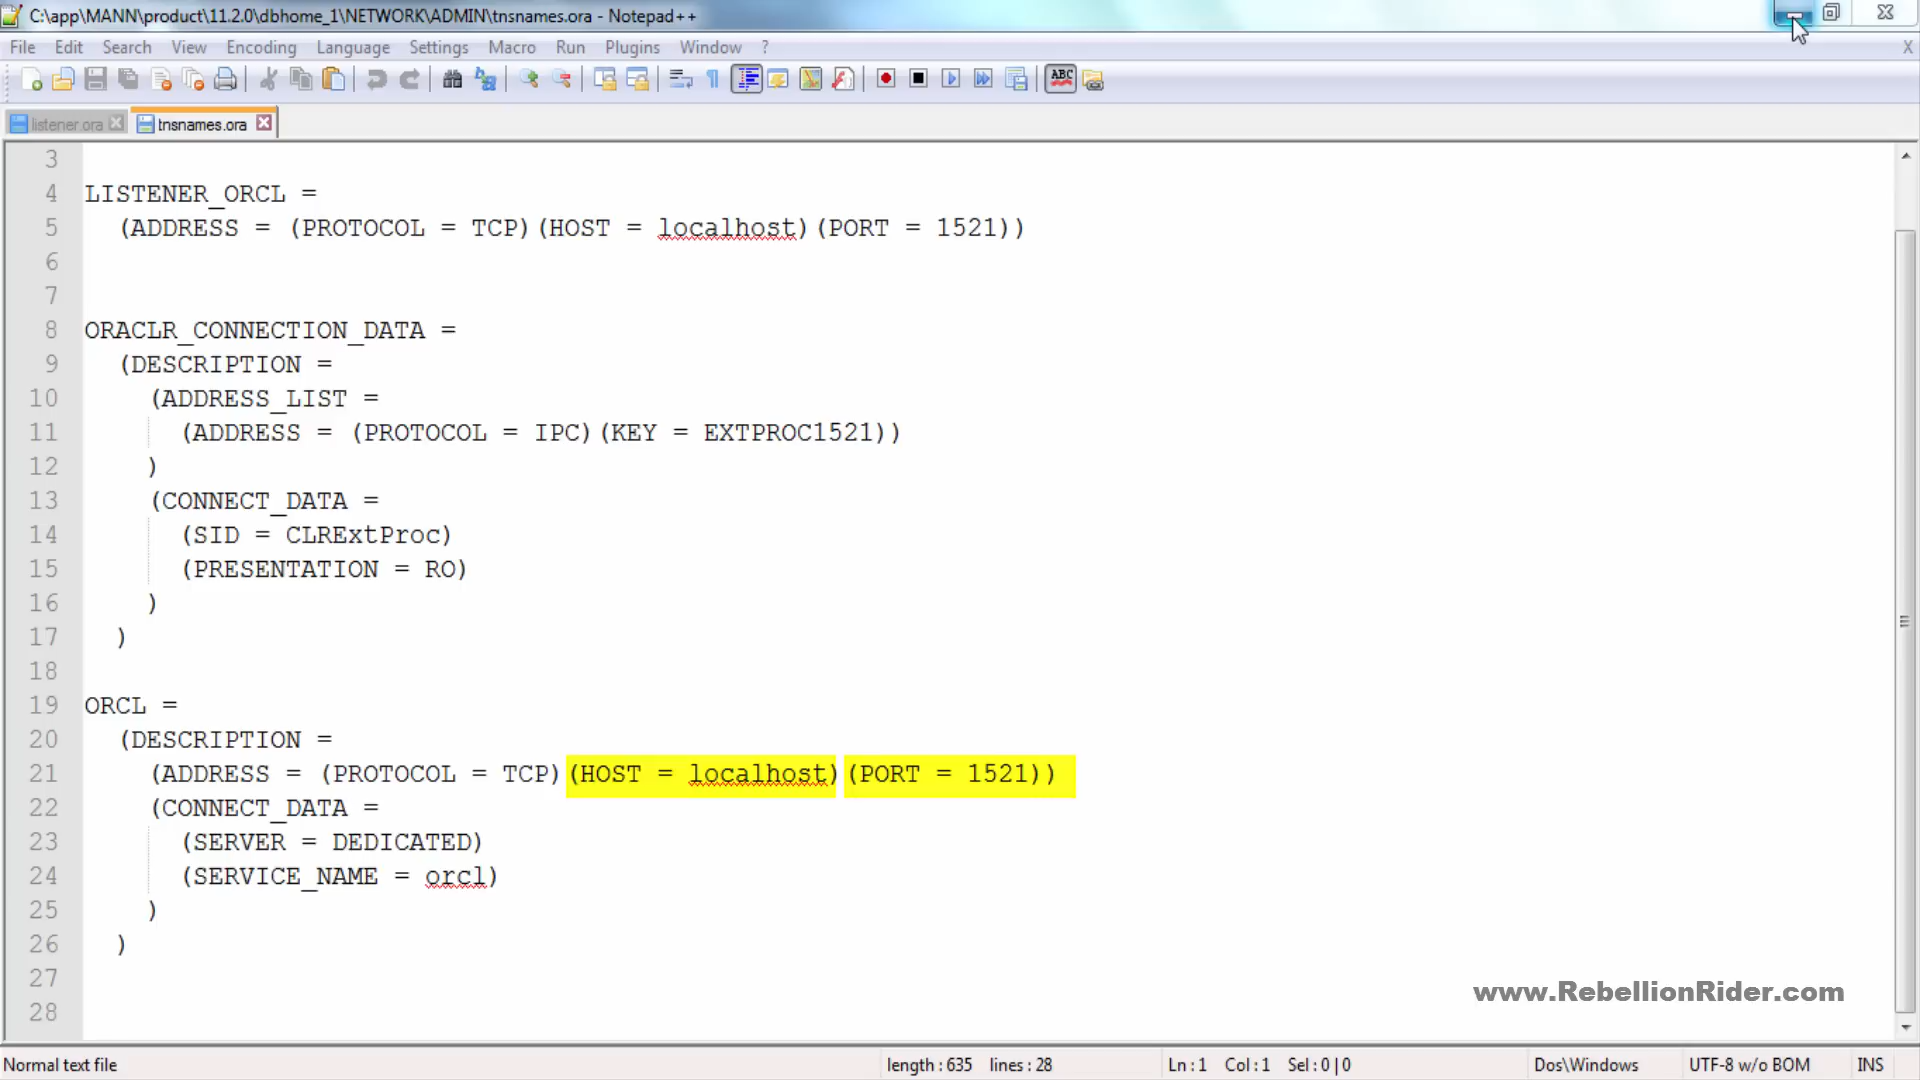 C:\app\MANN\product\11.2.0\dbhome_1\NETWORK\ADMIN\tnsnames.ora - Notepad++
File Edit Search View Encoding Language Settings Macro Run Plugins Window ? X
ABC
listener.ora tnsnames.ora
3
4 LISTENER_ORCL =
5 (ADDRESS = (PROTOCOL = TCP)(HOST = localhost)(PORT = 1521))
6
7
8 ORACLR_CONNECTION_DATA =
9 (DESCRIPTION =
10 (ADDRESS_LIST =
11 (ADDRESS = (PROTOCOL = IPC)(KEY = EXTPROC1521))
12 )
13 (CONNECT_DATA =
14 (SID = CLRExtProc)
15 (PRESENTATION = RO)
16 )
17 )
18
19 ORCL =
20 (DESCRIPTION =
21 (ADDRESS = (PROTOCOL = TCP)(HOST = localhost)(PORT = 1521))
22 (CONNECT_DATA =
23 (SERVER = DEDICATED)
24 (SERVICE_NAME = orcl)
25 )
26 )
27
28
www.RebellionRider.com
Normal text file length : 635 lines : 28 Ln : 1 Col : 1 Sel : 0 | 0 Dos\Windows UTF-8 w/o BOM INS